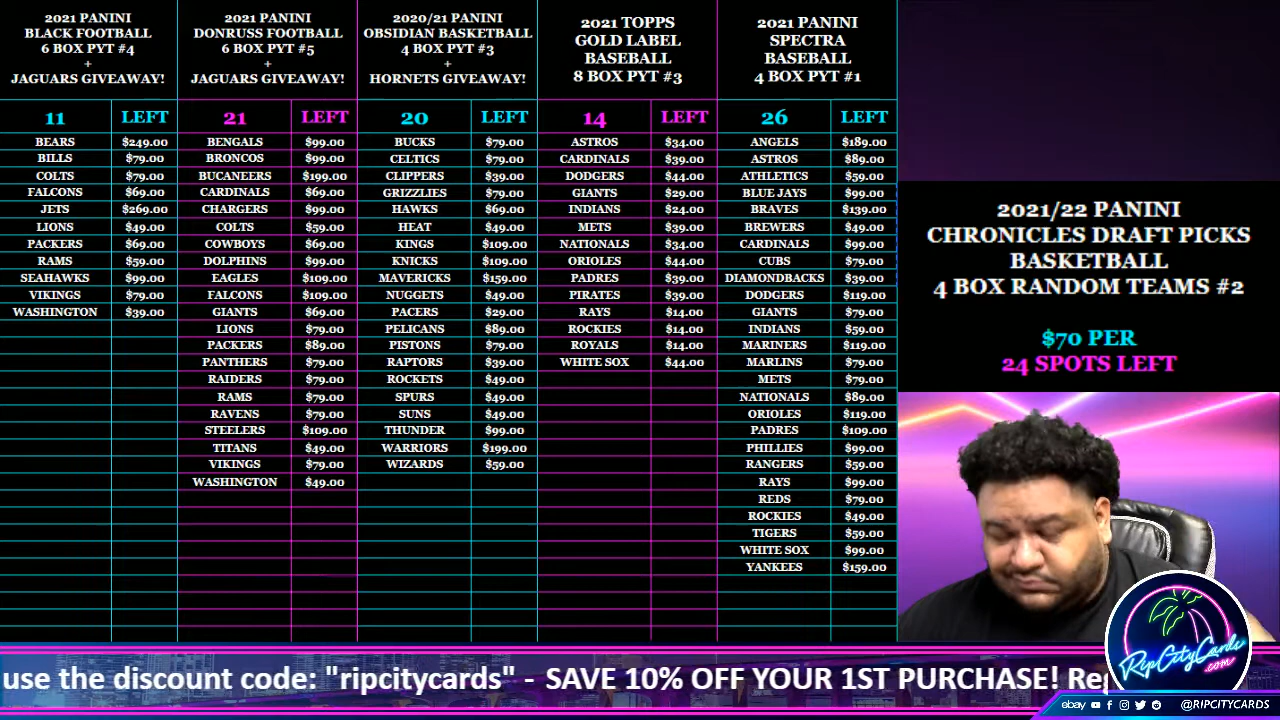 2021 PANINI
BLACK FOOTBALL
6 BOX PYT #4
+
JAGUARS GIVEAWAY!
11 LEFT
BEARS $249.00
BILLS $79.00
COLTS $79.00
FALCONS $69.00
JETS $269.00
LIONS $49.00
PACKERS $69.00
RAMS $59.00
SEAHAWKS $99.00
VIKINGS $79.00
WASHINGTON $39.00
2021 PANINI
DONRUSS FOOTBALL
6 BOX PYT #5
+
JAGUARS GIVEAWAY!
21 LEFT
BENGALS $99.00
BRONCOS $99.00
BUCANEERS $199.00
CARDINALS $69.00
CHARGERS $99.00
COLTS $59.00
COWBOYS $69.00
DOLPHINS $99.00
EAGLES $109.00
FALCONS $109.00
GIANTS $69.00
LIONS $79.00
PACKERS $89.00
PANTHERS $79.00
RAIDERS $79.00
RAMS $79.00
RAVENS $79.00
STEELERS $109.00
TITANS $49.00
VIKINGS $79.00
WASHINGTON $49.00
2020/21 PANINI
OBSIDIAN BASKETBALL
4 BOX PYT #3
+
HORNETS GIVEAWAY!
20 LEFT
BUCKS $79.00
CELTICS $79.00
CLIPPERS $39.00
GRIZZLIES $79.00
HAWKS $69.00
HEAT $49.00
KINGS $109.00
KNICKS $109.00
MAVERICKS $159.00
NUGGETS $49.00
PACERS $29.00
PELICANS $89.00
PISTONS $79.00
RAPTORS $39.00
ROCKETS $49.00
SPURS $49.00
SUNS $49.00
THUNDER $99.00
WARRIORS $199.00
WIZARDS $59.00
2021 TOPPS
GOLD LABEL
BASEBALL
8 BOX PYT #3
14 LEFT
ASTROS $34.00
CARDINALS $39.00
DODGERS $44.00
GIANTS $29.00
INDIANS $24.00
METS $39.00
NATIONALS $34.00
ORIOLES $44.00
PADRES $39.00
PIRATES $39.00
RAYS $14.00
ROCKIES $14.00
ROYALS $14.00
WHITE SOX $44.00
2021 PANINI
SPECTRA
BASEBALL
4 BOX PYT #1
26 LEFT
ANGELS $189.00
ASTROS $89.00
ATHLETICS $59.00
BLUE JAYS $99.00
BRAVES $139.00
BREWERS $49.00
CARDINALS $99.00
CUBS $79.00
DIAMONDBACKS $39.00
DODGERS $119.00
GIANTS $79.00
INDIANS $59.00
MARINERS $119.00
MARLINS $79.00
METS $79.00
NATIONALS $89.00
ORIOLES $119.00
PADRES $109.00
PHILLIES $99.00
RANGERS $59.00
RAYS $99.00
REDS $79.00
ROCKIES $49.00
TIGERS $59.00
WHITE SOX $99.00
YANKEES $159.00
2021/22 PANINI
CHRONICLES DRAFT PICKS
BASKETBALL
4 BOX RANDOM TEAMS #2
$70 PER
24 SPOTS LEFT
RipCityCards
.com
use the discount code: "ripcitycards" - SAVE 10% OFF YOUR 1ST PURCHASE! Rep
ebay @RIPCITYCARDS